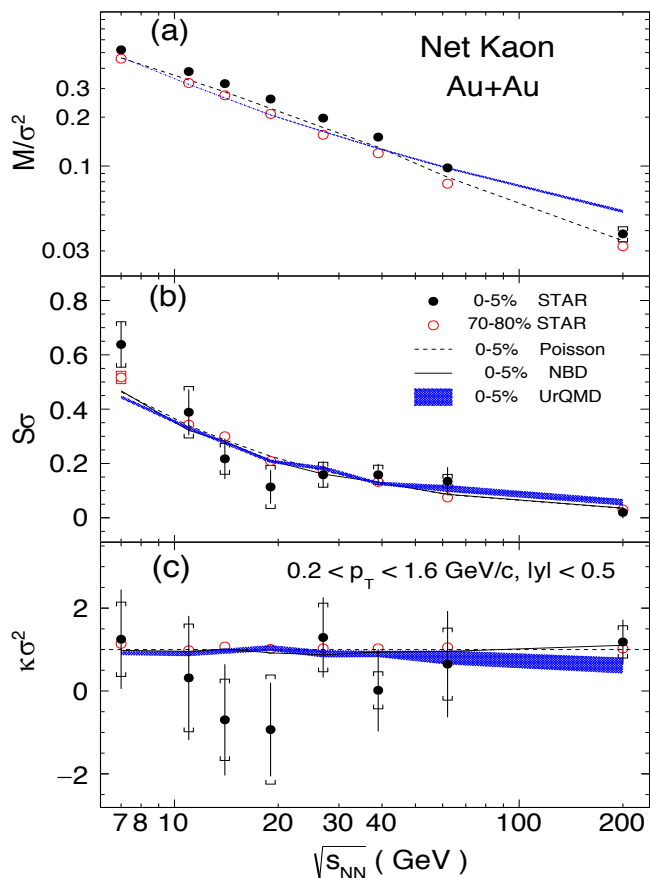 (a)
Net Kaon
Au+Au
0.3
0.2
0.1
0.03
M/σ²
(b)
0.8
0.6
0.4
0.2
0
Sσ
0-5% STAR
70-80% STAR
0-5% Poisson
0-5% NBD
0-5% UrQMD
(c)
0.2 < p_T < 1.6 GeV/c, |y| < 0.5
2
1
0
−2
κσ²
7 8 10 20 30 40 100 200
√s_NN ( GeV )